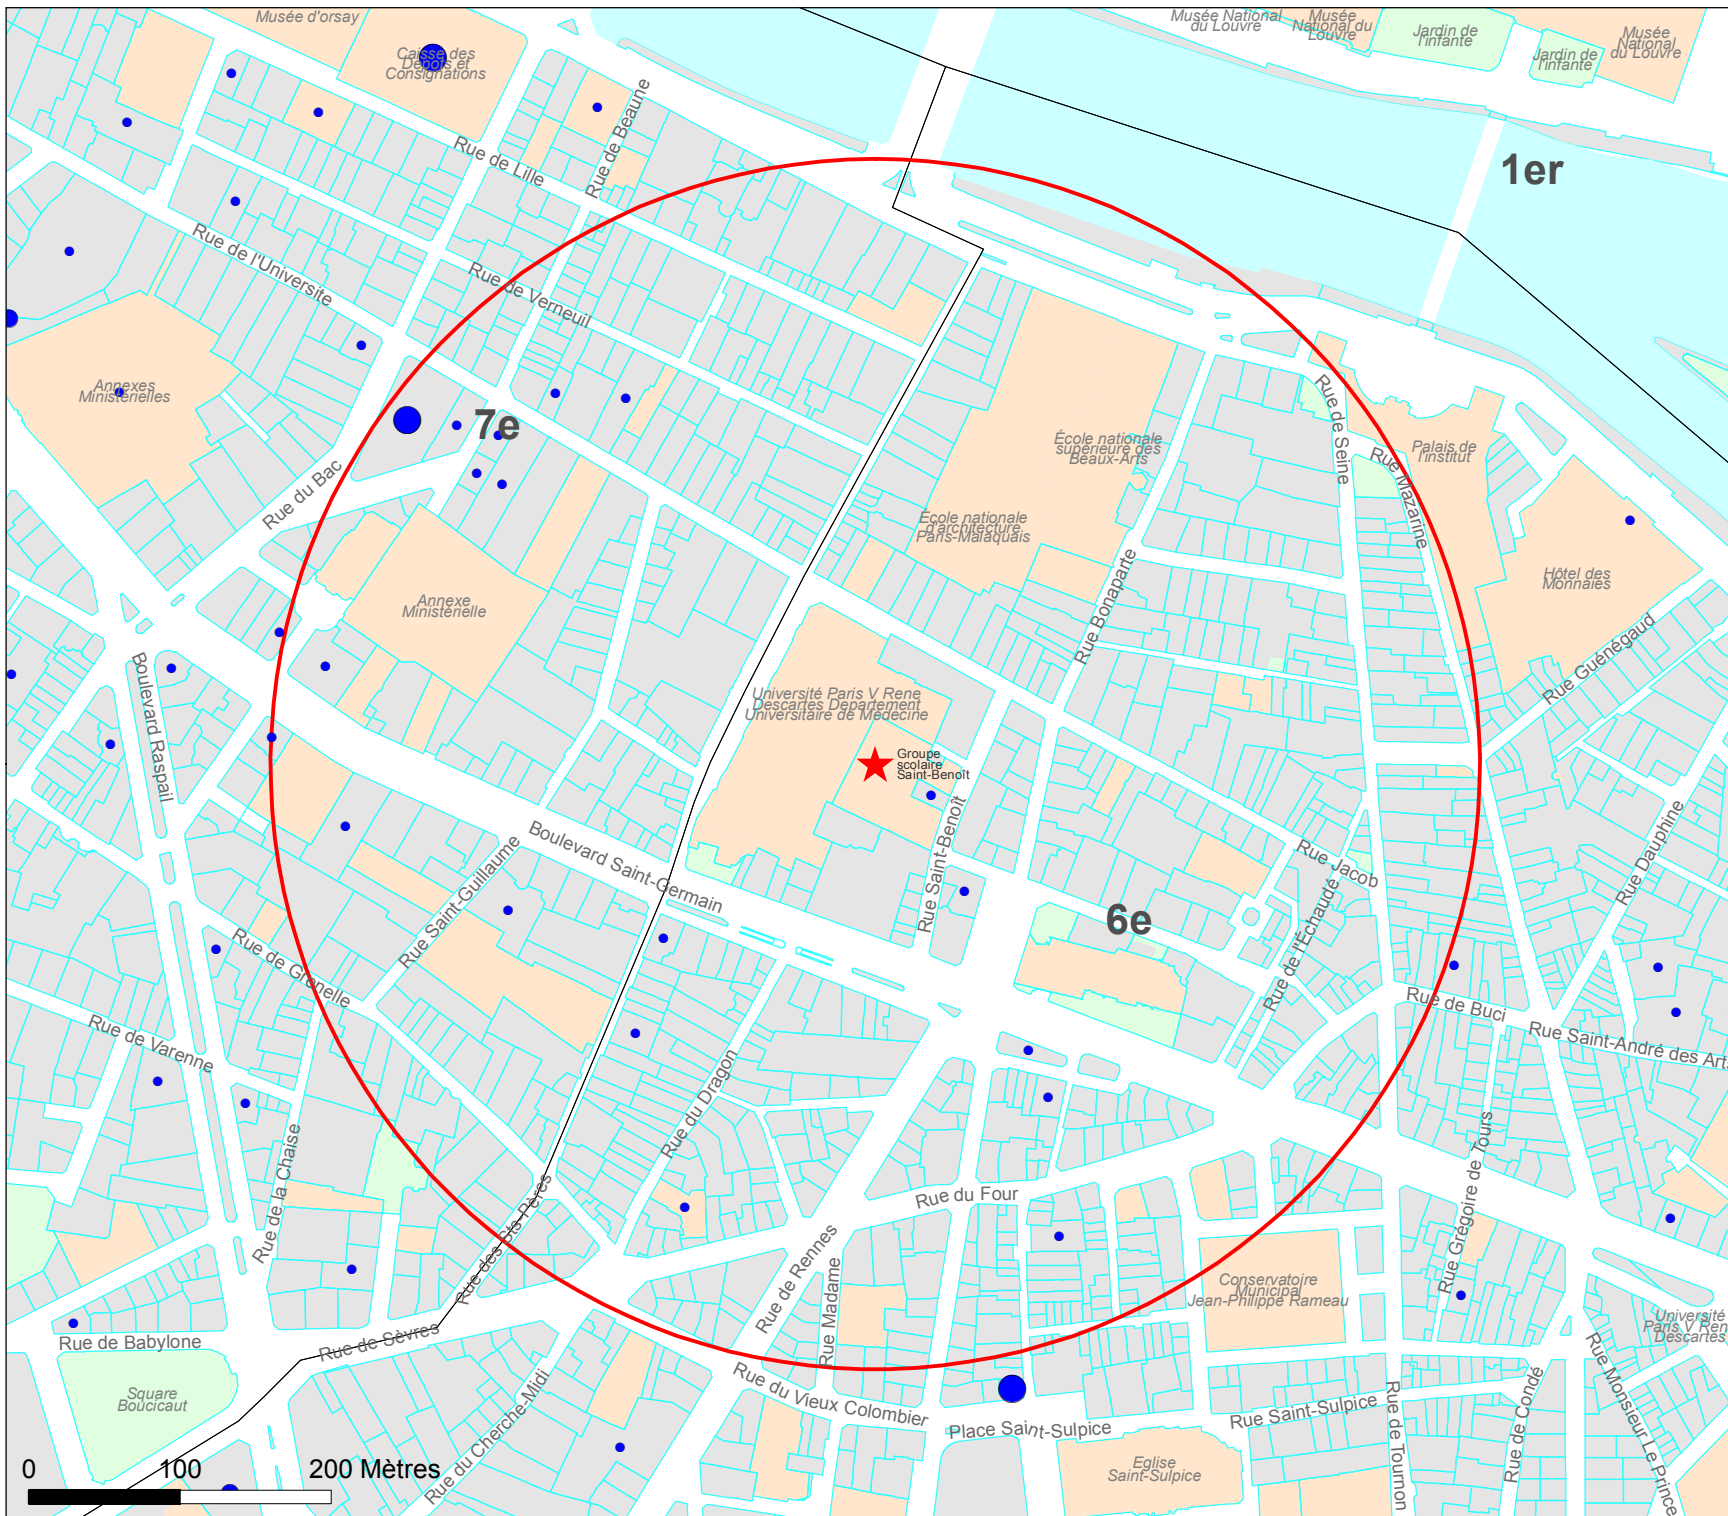 Musée d'orsay
Caisse des
Dépots et
Consignations
Musée National
du Louvre
Musée
National du
Louvre
Jardin de
l'infante
Jardin de
l'infante
Musée
National
du Louvre
Rue de Beaune
Rue de Lille
1er
Rue de l'Universite
Rue de Verneuil
Annexes
Ministérielles
7e
Rue du Bac
École nationale
supérieure des
Beaux-Arts
École nationale
d'architecture
Paris-Malaquais
Rue de Seine
Rue Mazarine
Palais de
l'Institut
Hôtel des
Monnaies
Annexe
Ministérielle
Rue Bonaparte
Rue Guénégaud
Boulevard Raspail
Université Paris V Rene
Descartes Departement
Universitaire de Médecine
Groupe
scolaire
Saint-Benoît
Rue Saint-Benoît
Boulevard Saint-Germain
Rue Saint-Guillaume
Rue Jacob
Rue Dauphine
6e
Rue de l'Échaudé
Rue de Grenelle
Rue de Varenne
Rue de Buci
Rue Saint-André des Arts
Rue du Dragon
Rue de la Chaise
Rue des Sts-Pères
Rue du Four
Rue Grégoire de Tours
Rue de Rennes
Rue Madame
Conservatoire
Municipal
Jean-Philippe Rameau
Université
Paris V Ren
Descartes
Rue de Babylone
Rue de Sèvres
Square
Boucicaut
Rue du Cherche-Midi
Rue du Vieux Colombier
Place Saint-Sulpice
Rue Saint-Sulpice
Rue de Tournon
Rue de Condé
Rue Monsieur Le Prince
Eglise
Saint-Sulpice
0 100 200 Mètres